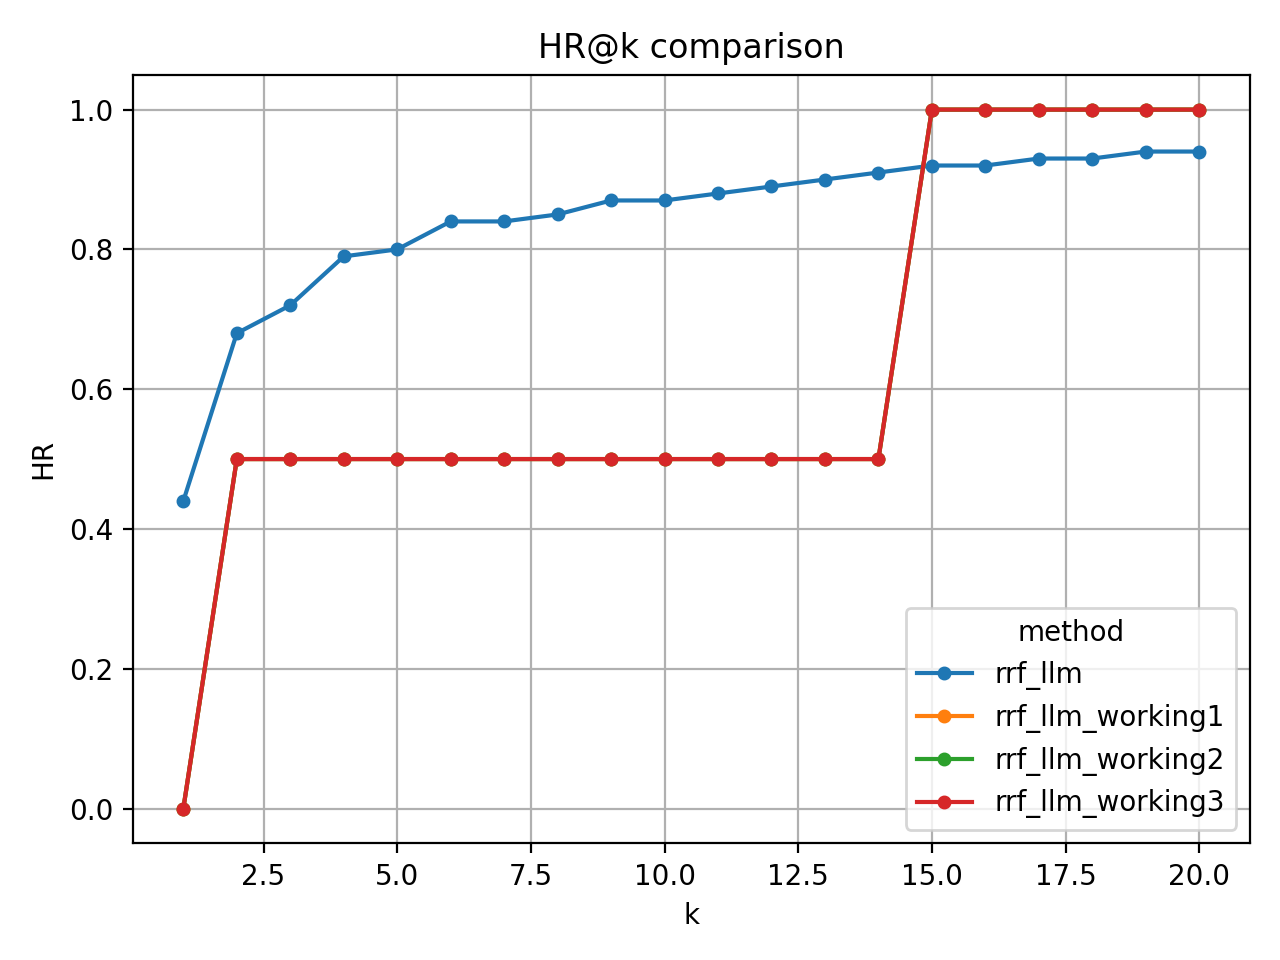 HR@k comparison
1.0
0.8
0.6
0.4
0.2
0.0
HR
2.5 5.0 7.5 10.0 12.5 15.0 17.5 20.0
k
method
rrf_llm
rrf_llm_working1
rrf_llm_working2
rrf_llm_working3